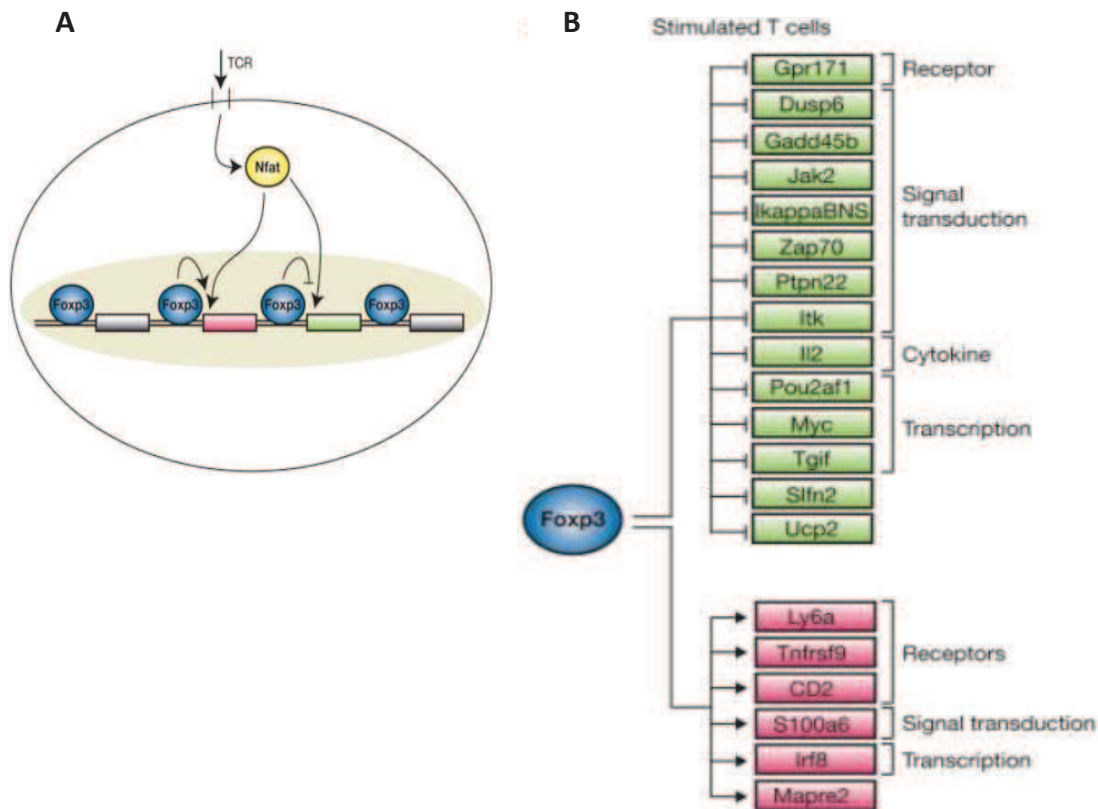 A
TCR
Nfat
Foxp3
Foxp3
Foxp3
Foxp3
B
Stimulated T cells
Gpr171
Receptor
Dusp6
Gadd45b
Jak2
IkappaBNS
Zap70
Ptpn22
Itk
Signal
transduction
Il2
Cytokine
Pou2af1
Myc
Tgif
Transcription
Slfn2
Ucp2
Foxp3
Ly6a
Tnfrsf9
CD2
Receptors
S100a6
Signal transduction
Irf8
Transcription
Mapre2